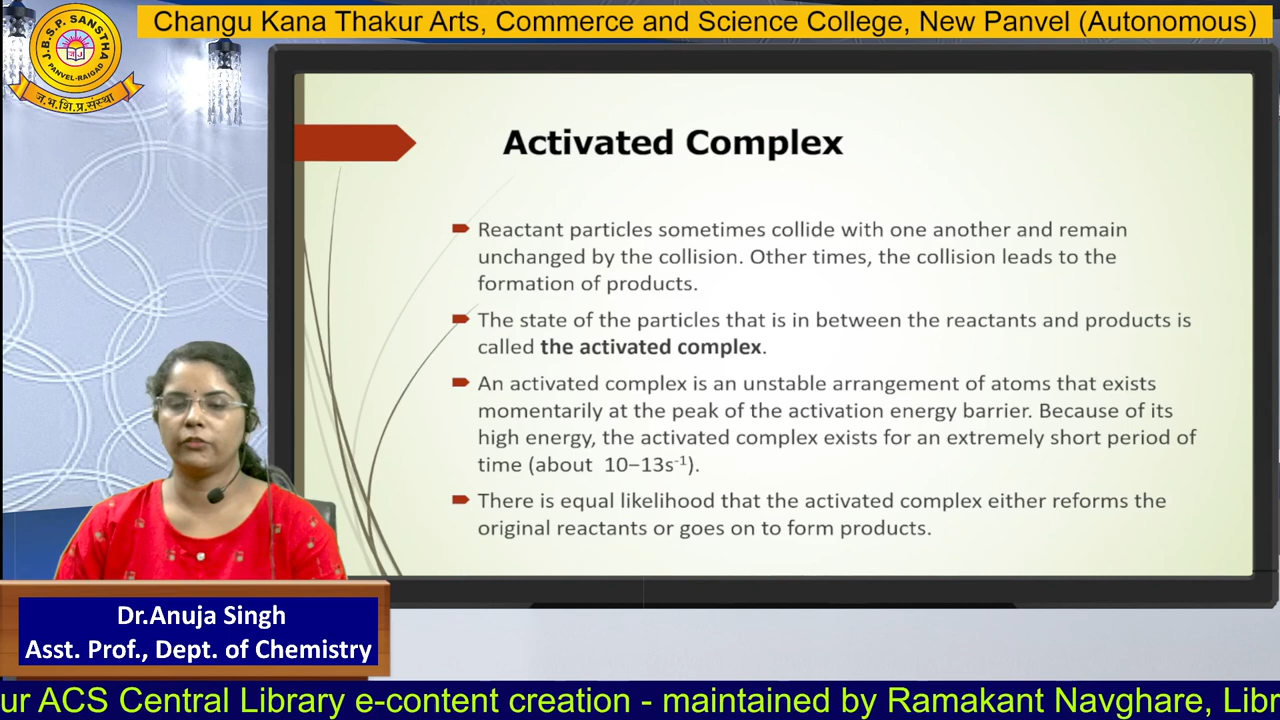 Changu Kana Thakur Arts, Commerce and Science College, New Panvel (Autonomous)
J.B.S.P. SANSTHA
PANVEL-RAIGAD
ज.भ.शि.प्र.संस्था
Activated Complex
Reactant particles sometimes collide with one another and remain
unchanged by the collision. Other times, the collision leads to the
formation of products.
The state of the particles that is in between the reactants and products is
called the activated complex.
An activated complex is an unstable arrangement of atoms that exists
momentarily at the peak of the activation energy barrier. Because of its
high energy, the activated complex exists for an extremely short period of
time (about 10−13s⁻¹).
There is equal likelihood that the activated complex either reforms the
original reactants or goes on to form products.
Dr.Anuja Singh
Asst. Prof., Dept. of Chemistry
ur ACS Central Library e-content creation - maintained by Ramakant Navghare, Libr